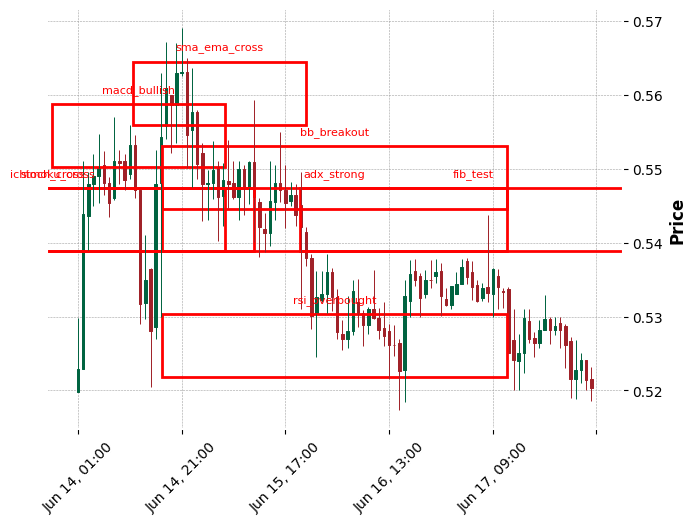 0.57
sma_ema_cross
0.56
macd_bullish
bb_breakout
0.55
stoch_cross
adx_strong
fib_test
Price
0.54
0.53
rsi_overbought
0.52
Jun 14, 01:00
Jun 14, 21:00
Jun 15, 17:00
Jun 16, 13:00
Jun 17, 09:00